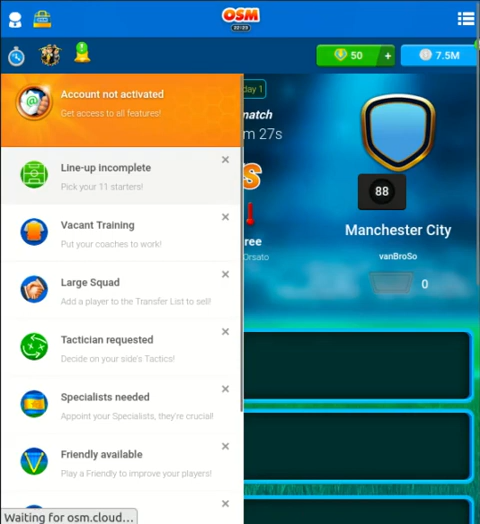 OSM
22/23
50
+
7.5M
Account not activated
Get access to all features!
Line-up incomplete
Pick your 11 starters!
Vacant Training
Put your coaches to work!
Large Squad
Add a player to the Transfer List to sell!
Tactician requested
Decide on your side's Tactics!
Specialists needed
Appoint your Specialists, they're crucial!
Friendly available
Play a Friendly to improve your players!
Waiting for osm.cloud...
day 1
match
m 27s
S
ree
Orsato
88
Manchester City
vanBroSo
0